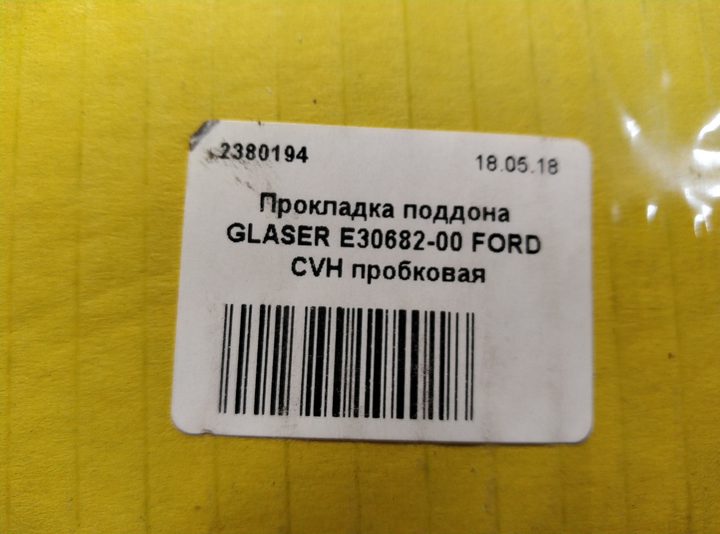 2380194
18.05.18
Прокладка поддона
GLASER E30682-00 FORD
CVH пробковая